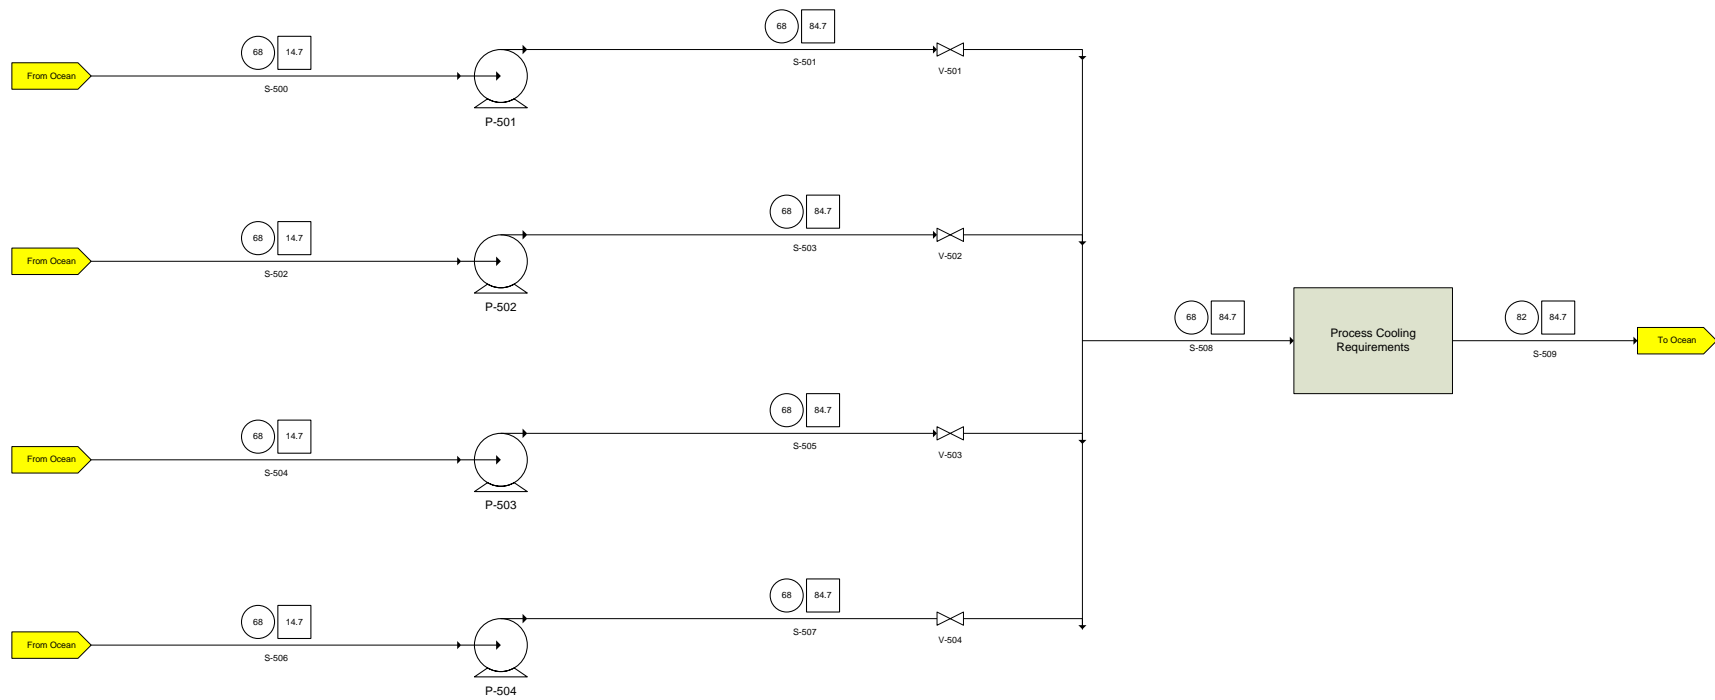 68
84.7
68
14.7
From Ocean
S-500
P-501
S-501
V-501
68
84.7
68
14.7
From Ocean
S-502
P-502
S-503
V-502
68
84.7
Process Cooling
Requirements
S-508
82
84.7
S-509
To Ocean
68
84.7
68
14.7
From Ocean
S-504
P-503
S-505
V-503
68
84.7
68
14.7
From Ocean
S-506
P-504
S-507
V-504